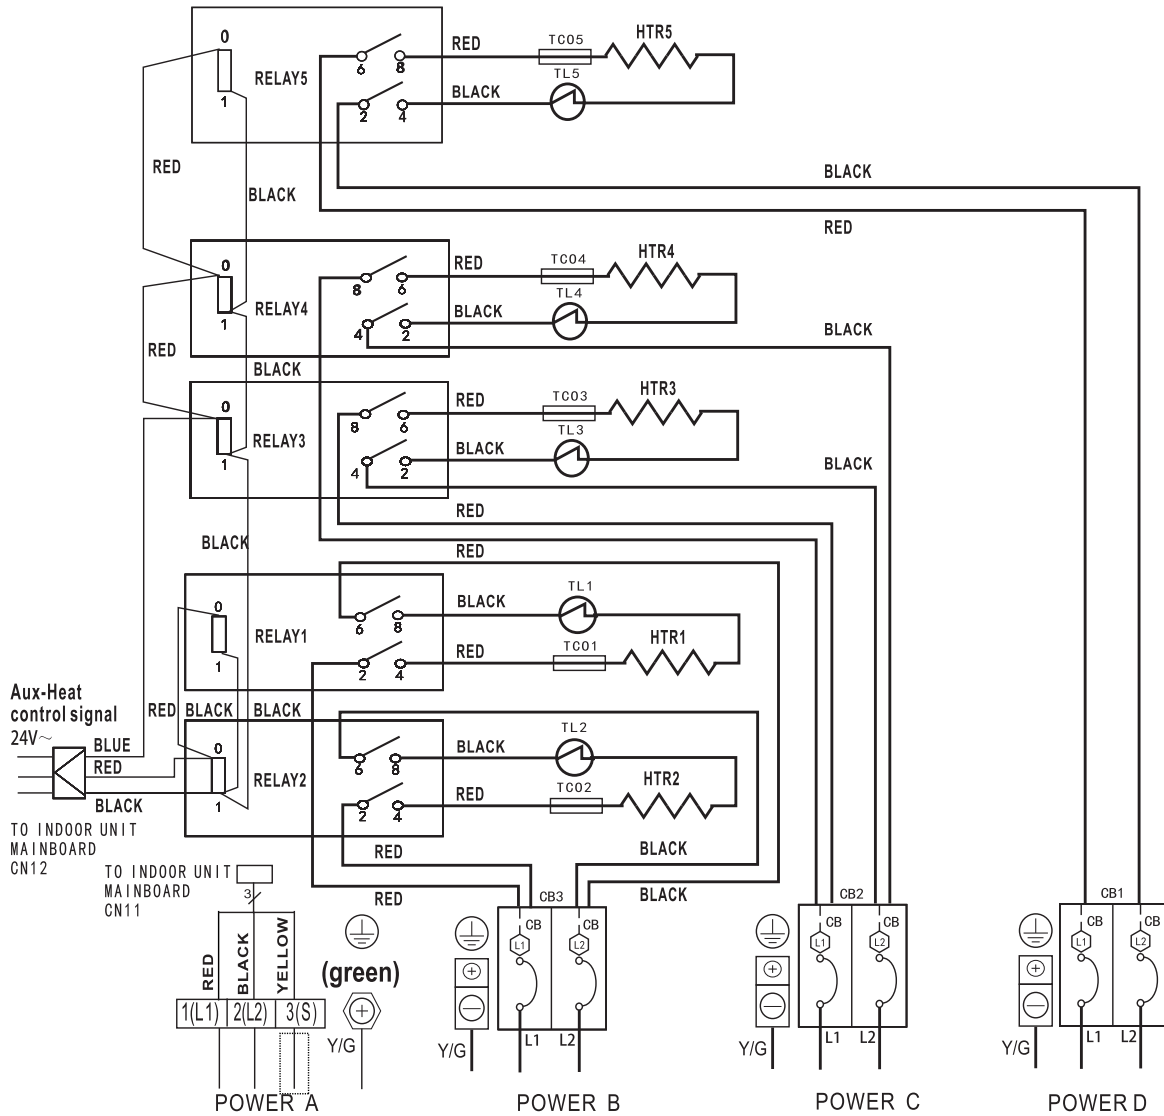 0
RELAY5
1
6
8
2
4
RED
TCO5
HTR5
BLACK
TL5
RED
BLACK
BLACK
RED
0
RELAY4
1
8
6
4
2
RED
TCO4
HTR4
BLACK
TL4
BLACK
RED
BLACK
0
RELAY3
1
8
6
4
2
RED
TCO3
HTR3
BLACK
TL3
BLACK
RED
BLACK
RED
0
RELAY1
1
6
8
2
4
BLACK
TL1
RED
TCO1
HTR1
Aux-Heat
control signal
24V~
RED
BLACK
BLACK
BLUE
RED
BLACK
0
RELAY2
1
6
8
2
4
BLACK
TL2
RED
TCO2
HTR2
TO INDOOR UNIT
MAINBOARD
CN12
RED
BLACK
RED
BLACK
TO INDOOR UNIT
MAINBOARD
CN11
3
RED
BLACK
YELLOW
(green)
1(L1)
2(L2)
3(S)
Y/G
POWER A
CB3
CB
CB
L1
L2
Y/G
L1
L2
POWER B
CB2
CB
CB
L1
L2
Y/G
L1
L2
POWER C
CB1
CB
CB
L1
L2
Y/G
L1
L2
POWER D